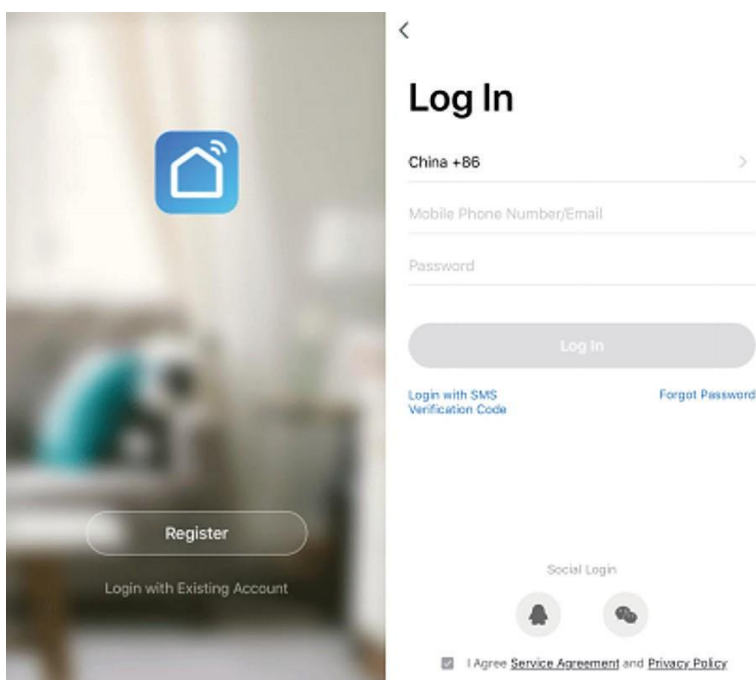 Register
Login with Existing Account
Log In
China +86
Mobile Phone Number/Email
Password
Log In
Login with SMS
Verification Code
Forgot Password
Social Login
I Agree Service Agreement and Privacy Policy